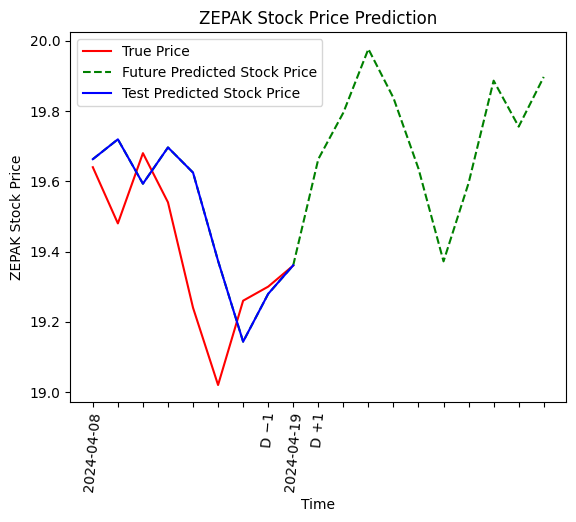 ZEPAK Stock Price Prediction
True Price
Future Predicted Stock Price
Test Predicted Stock Price
20.0
19.8
19.6
19.4
19.2
19.0
ZEPAK Stock Price
2024-04-08
D −1
2024-04-19
D +1
Time